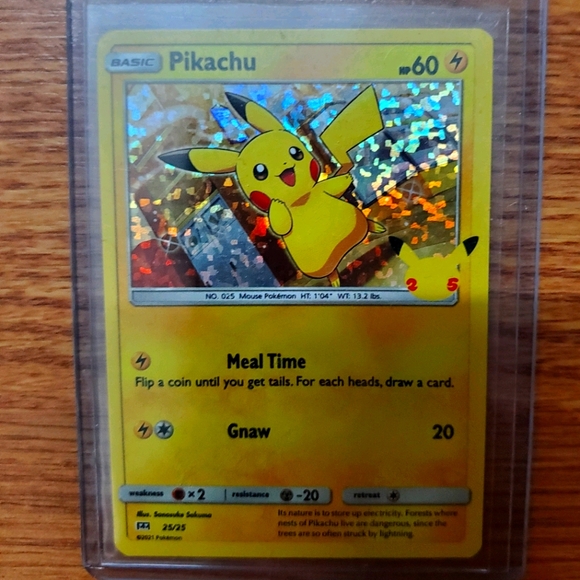 BASIC Pikachu HP60
NO. 025 Mouse Pokémon HT: 1'04" WT: 13.2 lbs.
2 5
Meal Time
Flip a coin until you get tails. For each heads, draw a card.
Gnaw 20
weakness ×2 resistance -20 retreat
Illus. Sanosuke Sakuma
25/25
©2021 Pokémon
Its nature is to store up electricity. Forests where
nests of Pikachu live are dangerous, since the
trees are so often struck by lightning.